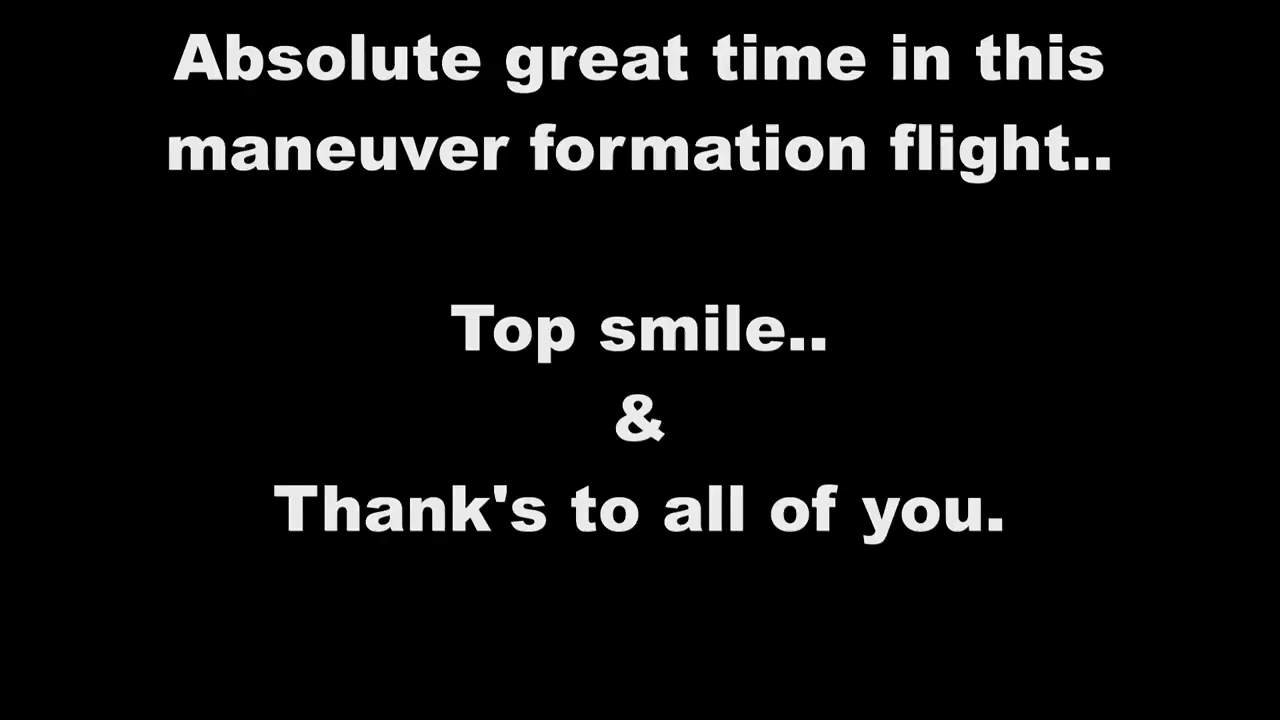 Absolute great time in this
maneuver formation flight..
Top smile..
&
Thank's to all of you.